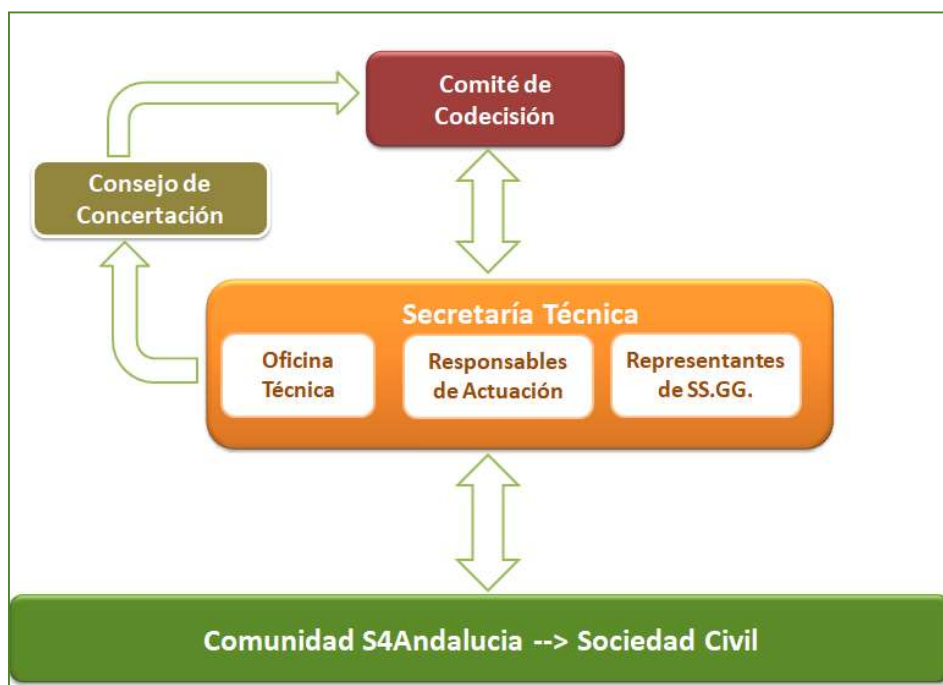 Comité de
Codecisión
Consejo de
Concertación
Secretaría Técnica
Oficina
Técnica
Responsables
de Actuación
Representantes
de SS.GG.
Comunidad S4Andalucia --> Sociedad Civil